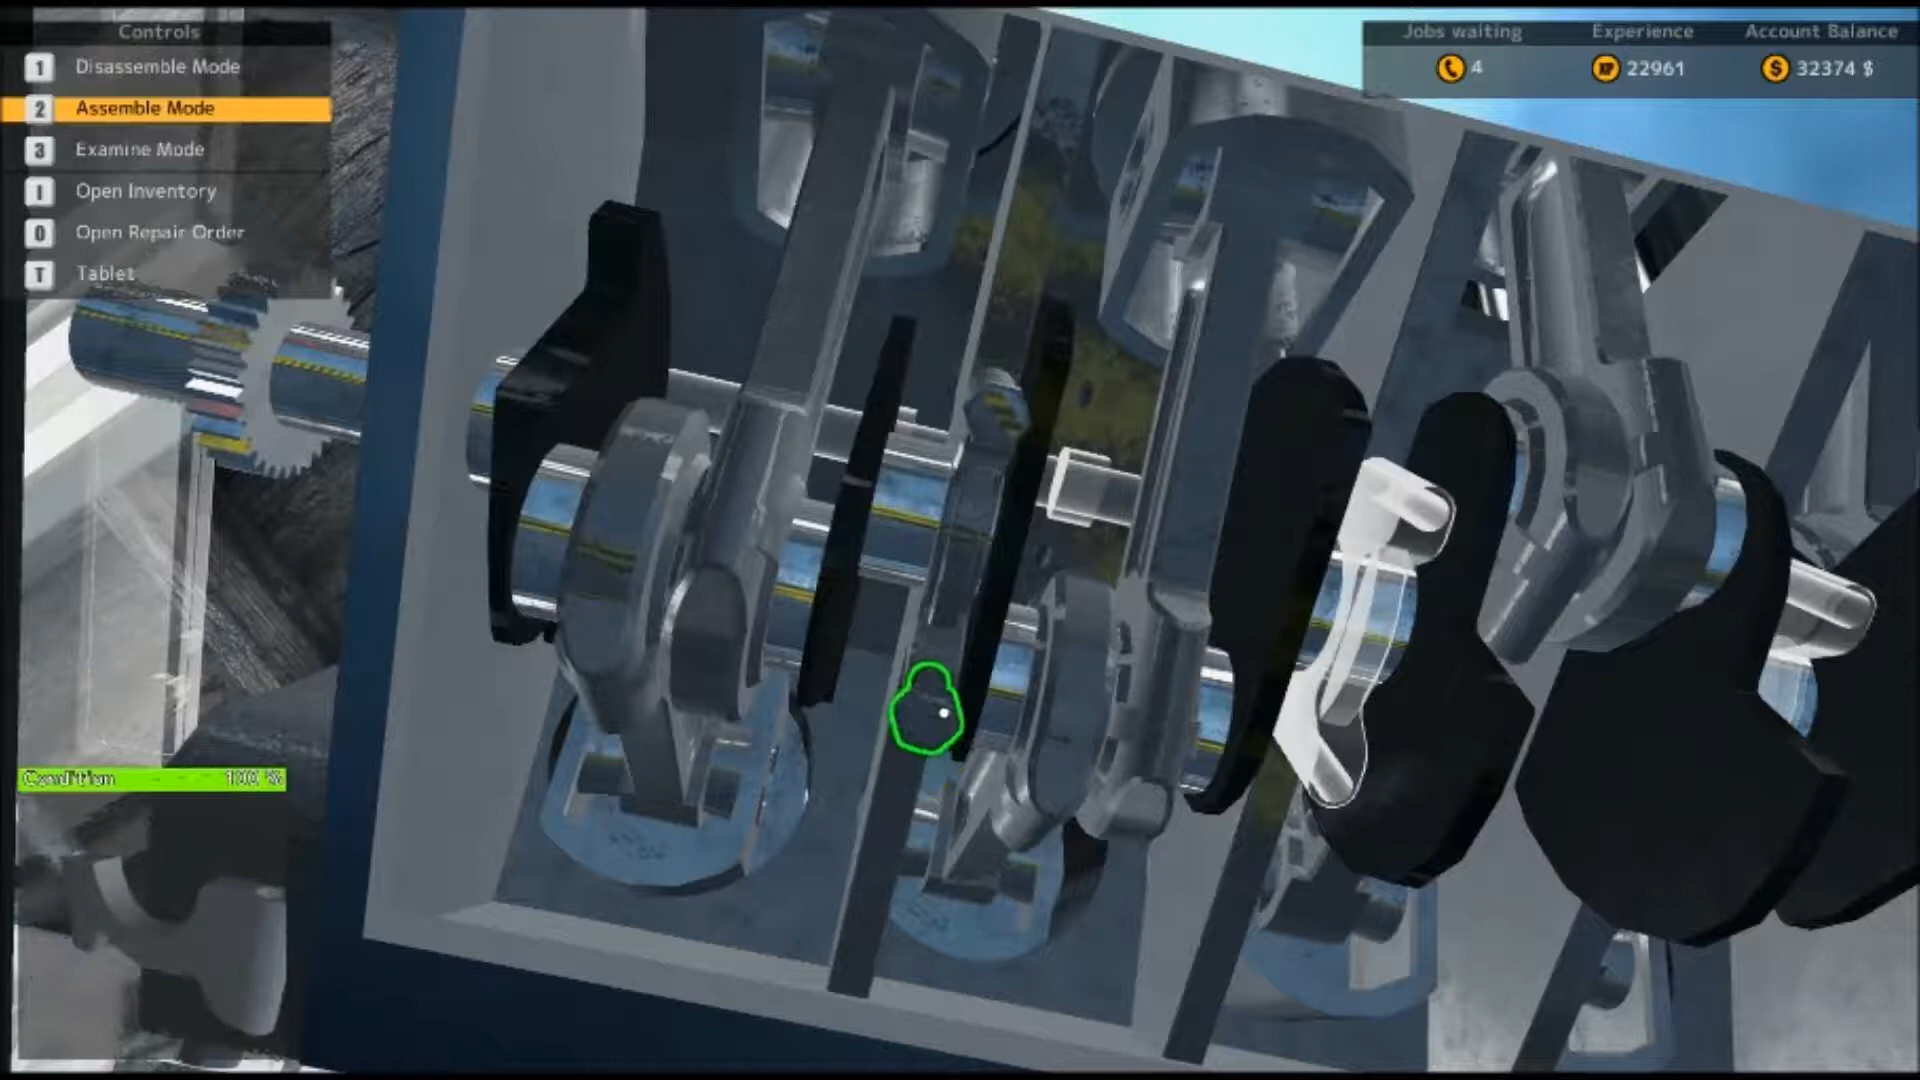 Controls
1 Disassemble Mode
2 Assemble Mode
3 Examine Mode
I Open Inventory
O Open Repair Order
T Tablet
Jobs waiting Experience Account Balance
4 XP 22961 $ 32374 $
Condition 100 %